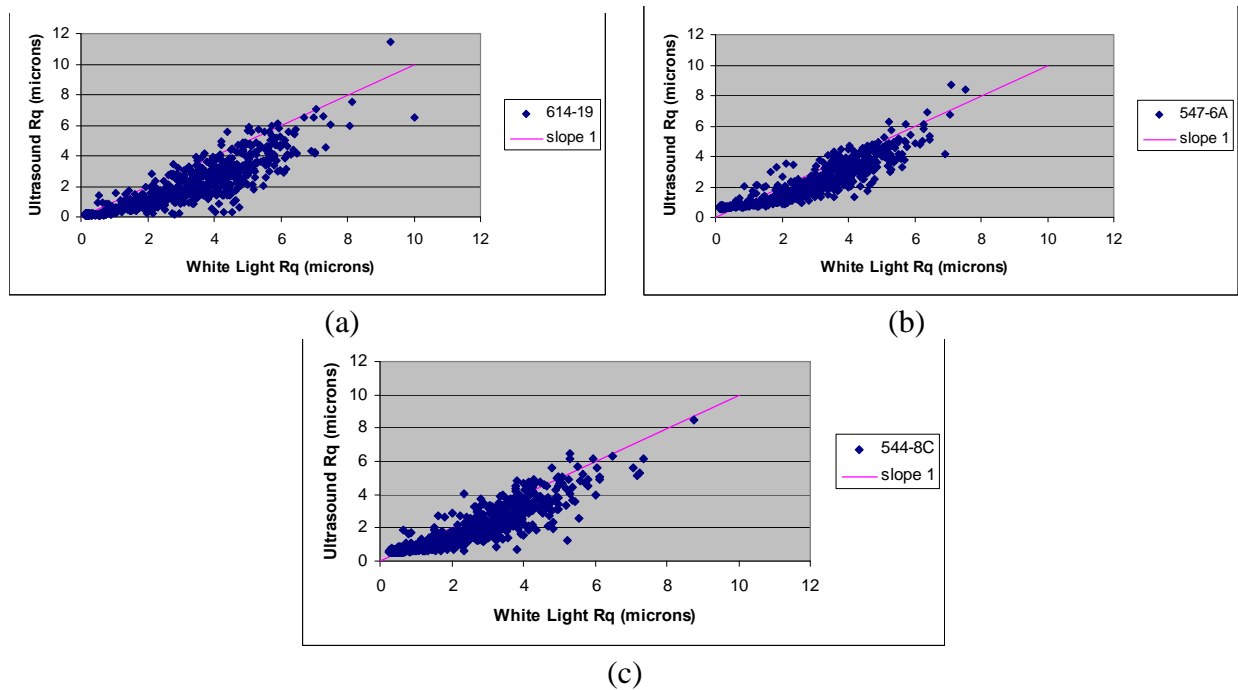 12
10
8
6
4
2
0
Ultrasound Rq (microns)
0 2 4 6 8 10 12
White Light Rq (microns)
614-19
slope 1
(a)
12
10
8
6
4
2
0
Ultrasound Rq (microns)
0 2 4 6 8 10 12
White Light Rq (microns)
547-6A
slope 1
(b)
12
10
8
6
4
2
0
Ultrasound Rq (microns)
0 2 4 6 8 10 12
White Light Rq (microns)
544-8C
slope 1
(c)